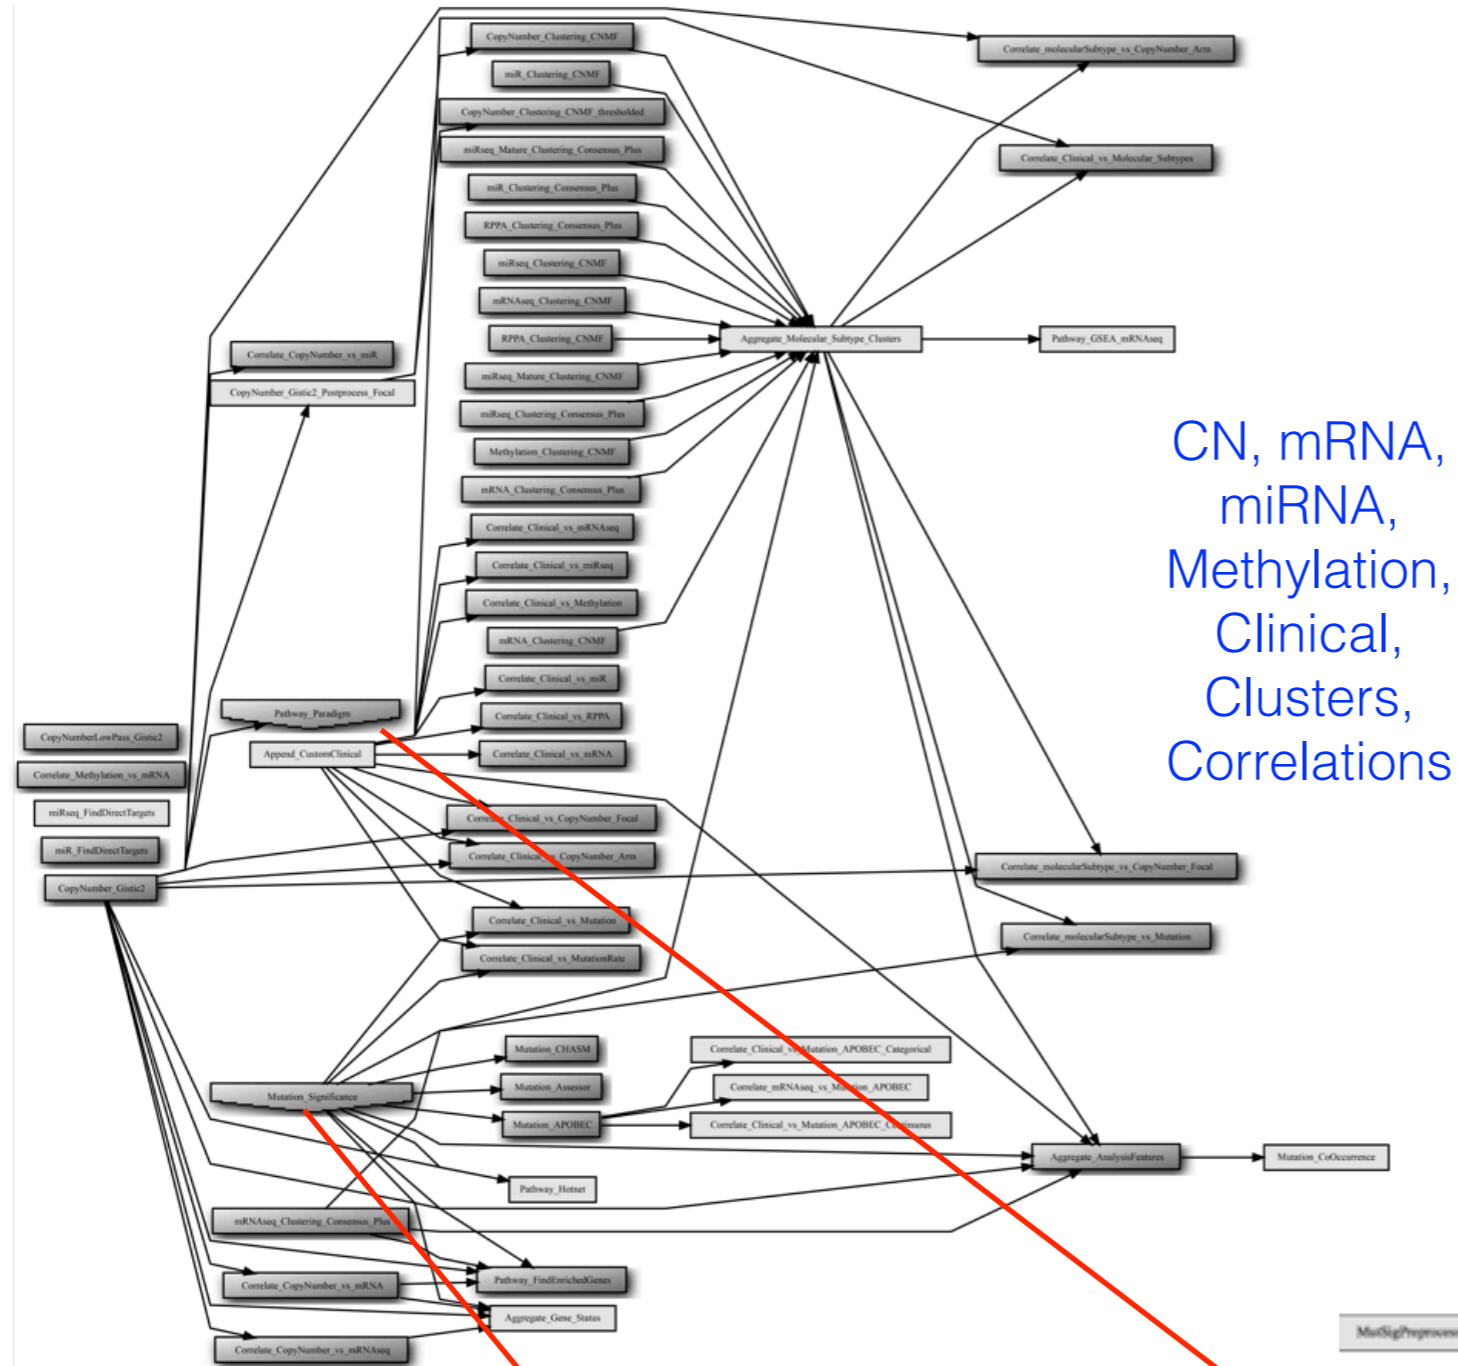 CopyNumber_Clustering_CNMF
Correlate_molecularSubtype_vs_CopyNumber_Arm
miR_Clustering_CNMF
CopyNumber_Clustering_CNMF_thresholded
miRseq_Mature_Clustering_Consensus_Plus
Correlate_Clinical_vs_Molecular_Subtypes
miR_Clustering_Consensus_Plus
RPPA_Clustering_Consensus_Plus
miRseq_Clustering_CNMF
mRNAseq_Clustering_CNMF
RPPA_Clustering_CNMF
Aggregate_Molecular_Subtype_Clusters
Pathway_GSEA_mRNAseq
Correlate_CopyNumber_vs_miR
miRseq_Mature_Clustering_CNMF
CopyNumber_Gistic2_Postprocess_Focal
miRseq_Clustering_Consensus_Plus
Methylation_Clustering_CNMF
mRNA_Clustering_Consensus_Plus
CN, mRNA,
miRNA,
Methylation,
Clinical,
Clusters,
Correlations
Correlate_Clinical_vs_mRNAseq
Correlate_Clinical_vs_miRseq
Correlate_Clinical_vs_Methylation
mRNA_Clustering_CNMF
Correlate_Clinical_vs_miR
Pathway_Paradigm
Correlate_Clinical_vs_RPPA
CopyNumberLowPass_Gistic2
Append_CustomClinical
Correlate_Clinical_vs_mRNA
Correlate_Methylation_vs_mRNA
miRseq_FindDirectTargets
Correlate_Clinical_vs_CopyNumber_Focal
miR_FindDirectTargets
Correlate_Clinical_vs_CopyNumber_Arm
Correlate_molecularSubtype_vs_CopyNumber_Focal
CopyNumber_Gistic2
Correlate_Clinical_vs_Mutation
Correlate_molecularSubtype_vs_Mutation
Correlate_Clinical_vs_MutationRate
Mutation_CHASM
Correlate_Clinical_vs_Mutation_APOBEC_Categorical
Mutation_Assessor
Correlate_mRNAseq_vs_Mutation_APOBEC
Mutation_Significance
Mutation_APOBEC
Correlate_Clinical_vs_Mutation_APOBEC_Continuous
Aggregate_AnalysisFeatures
Mutation_CoOccurrence
Pathway_Hotnet
mRNAseq_Clustering_Consensus_Plus
Pathway_FindEnrichedGenes
Correlate_CopyNumber_vs_mRNA
Aggregate_Gene_Status
MutSigPreprocess
Correlate_CopyNumber_vs_mRNAseq